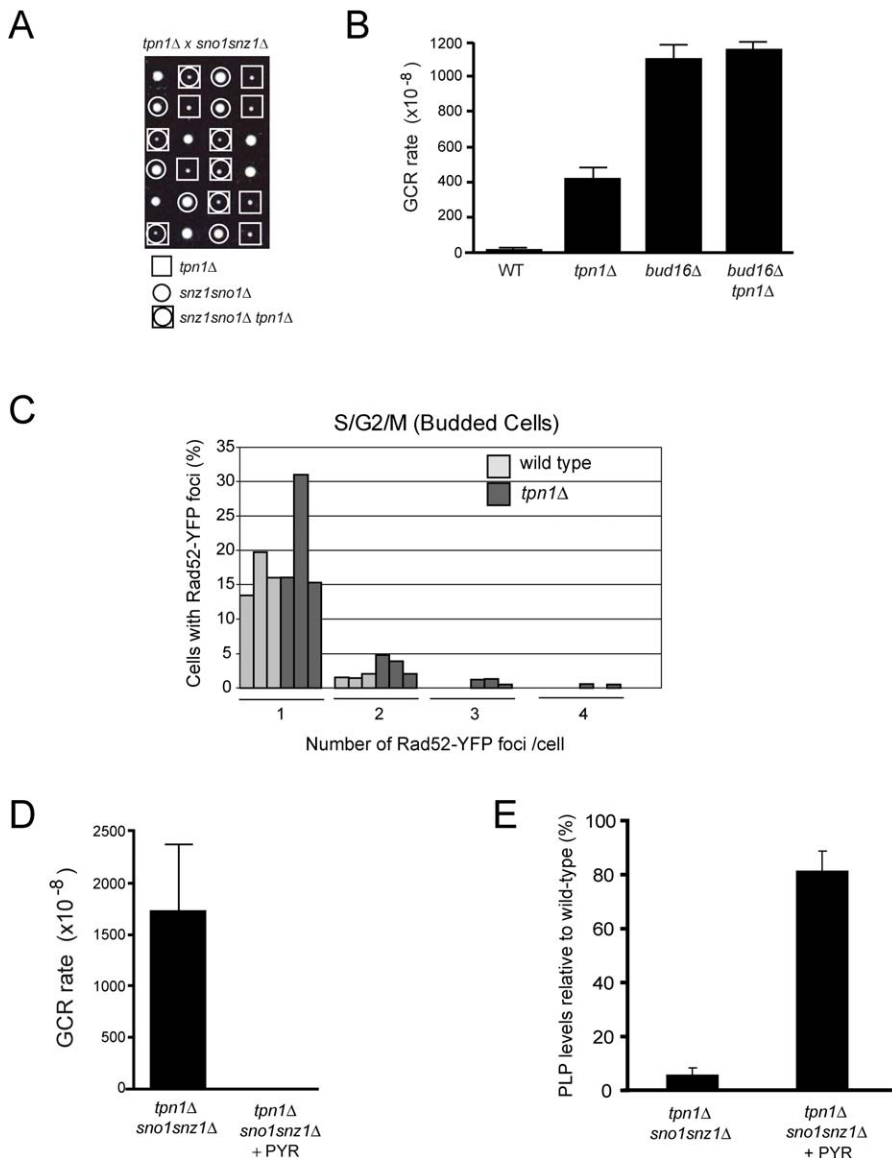 A
tpn1Δ x sno1snz1Δ
tpn1Δ
snz1sno1Δ
snz1sno1Δ tpn1Δ
B
GCR rate (x10⁻⁸)
1200
1000
800
600
400
200
0
WT
tpn1Δ
bud16Δ
bud16Δ
tpn1Δ
C
S/G2/M (Budded Cells)
Cells with Rad52-YFP foci (%)
35
30
25
20
15
10
5
0
wild type
tpn1Δ
1
2
3
4
Number of Rad52-YFP foci /cell
D
GCR rate (x10⁻⁸)
2500
2000
1500
1000
500
0
tpn1Δ
sno1snz1Δ
tpn1Δ
sno1snz1Δ
+ PYR
E
PLP levels relative to wild-type (%)
100
80
60
40
20
0
tpn1Δ
sno1snz1Δ
tpn1Δ
sno1snz1Δ
+ PYR